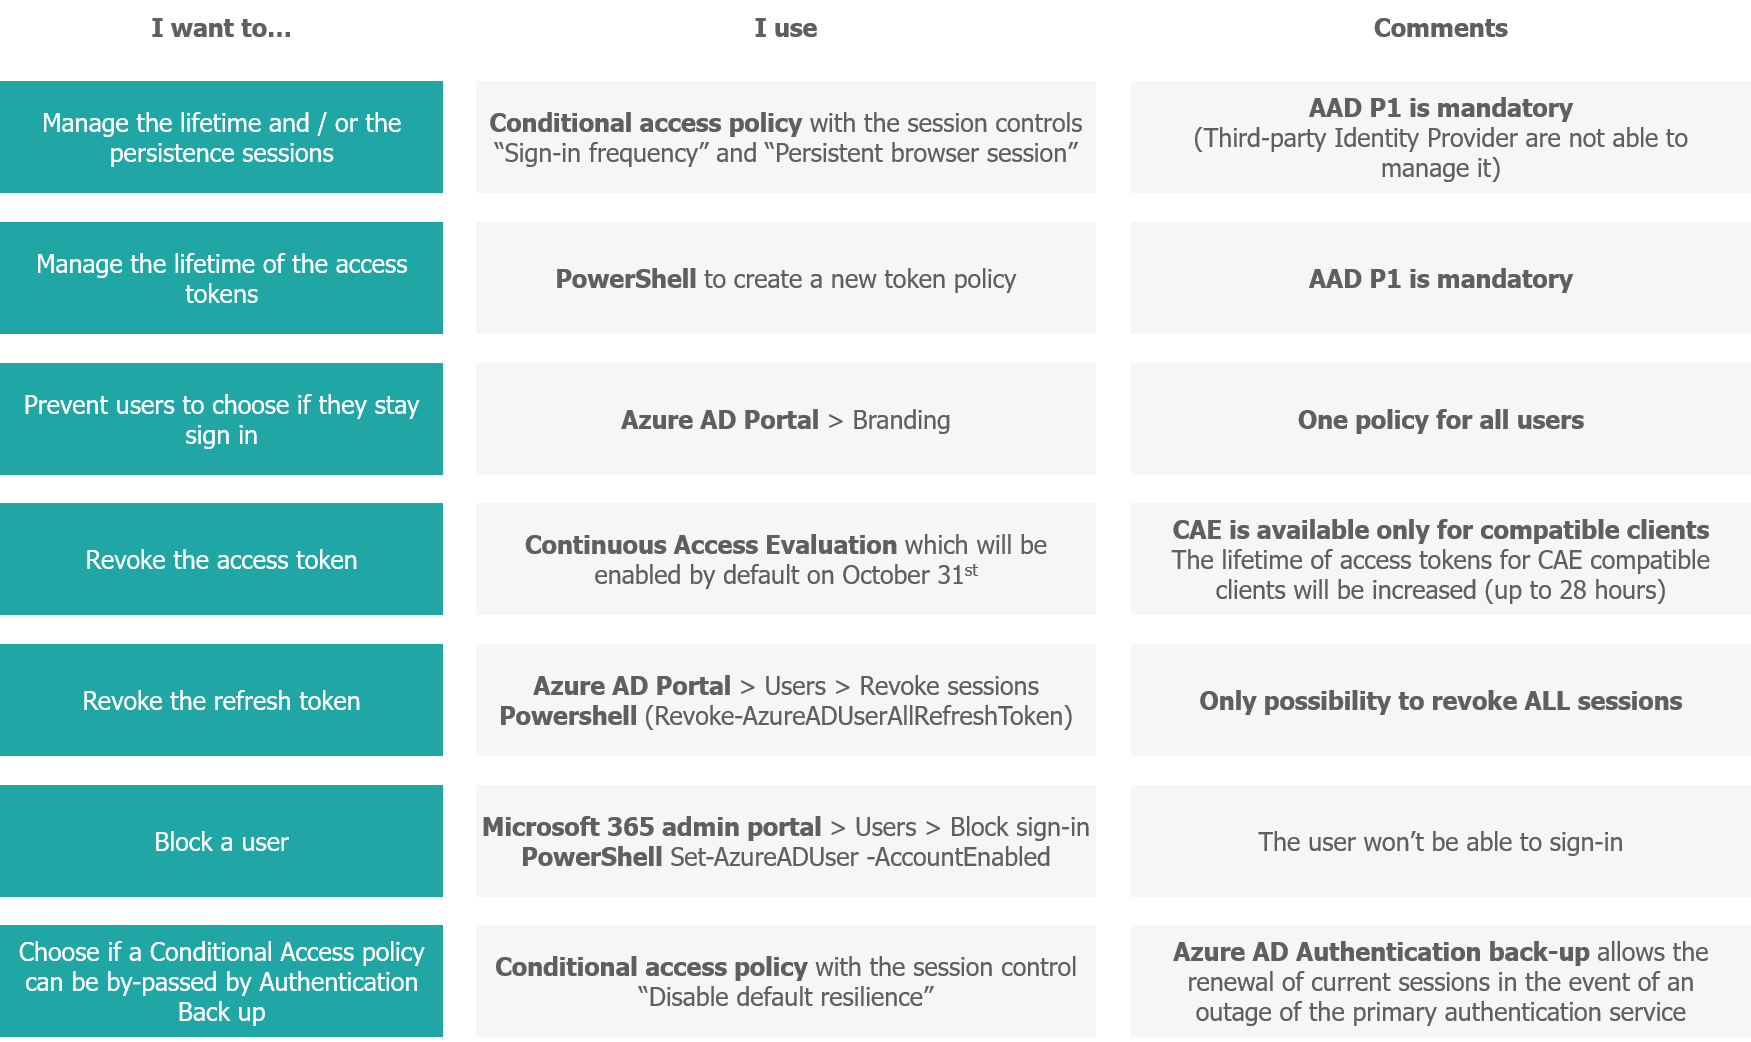 I want to...
I use
Comments
Manage the lifetime and / or the
persistence sessions
Conditional access policy with the session controls
“Sign-in frequency” and “Persistent browser session”
AAD P1 is mandatory
(Third-party Identity Provider are not able to
manage it)
Manage the lifetime of the access
tokens
PowerShell to create a new token policy
AAD P1 is mandatory
Prevent users to choose if they stay
sign in
Azure AD Portal > Branding
One policy for all users
Revoke the access token
Continuous Access Evaluation which will be
enabled by default on October 31st
CAE is available only for compatible clients
The lifetime of access tokens for CAE compatible
clients will be increased (up to 28 hours)
Revoke the refresh token
Azure AD Portal > Users > Revoke sessions
Powershell (Revoke-AzureADUserAllRefreshToken)
Only possibility to revoke ALL sessions
Block a user
Microsoft 365 admin portal > Users > Block sign-in
PowerShell Set-AzureADUser -AccountEnabled
The user won’t be able to sign-in
Choose if a Conditional Access policy
can be by-passed by Authentication
Back up
Conditional access policy with the session control
“Disable default resilience”
Azure AD Authentication back-up allows the
renewal of current sessions in the event of an
outage of the primary authentication service